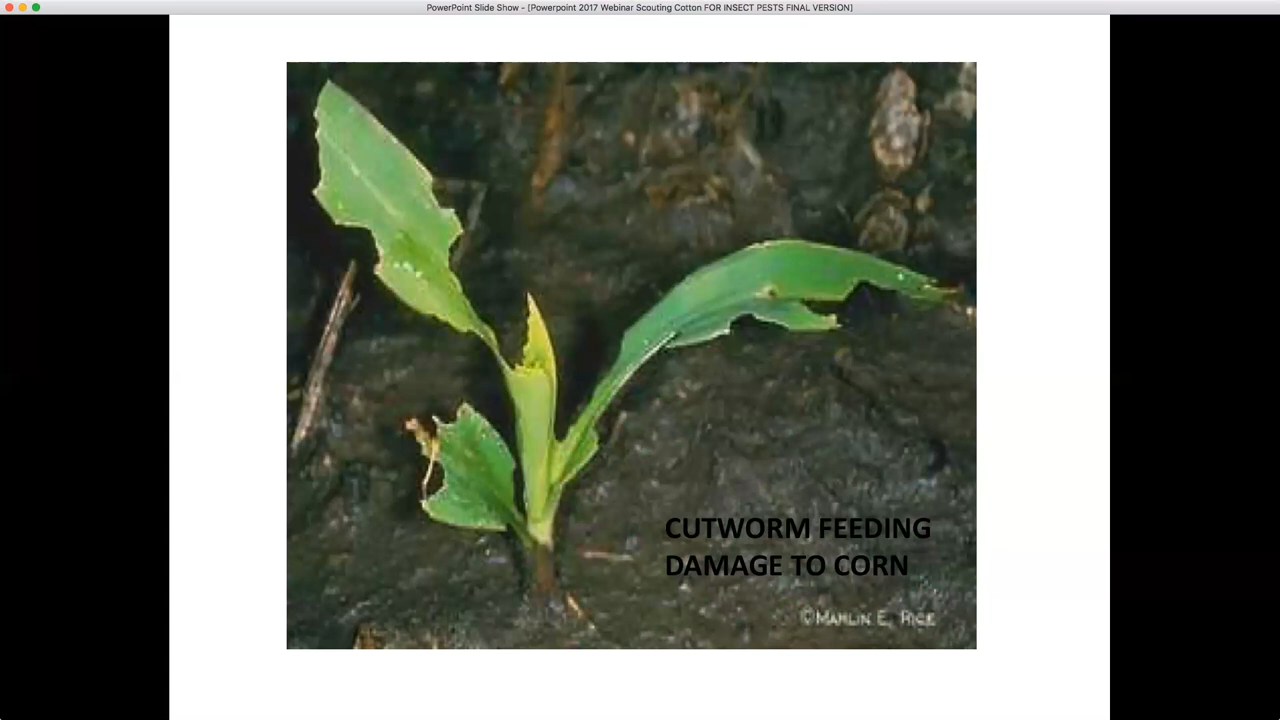 PowerPoint Slide Show - [Powerpoint 2017 Webinar Scouting Cotton FOR INSECT PESTS FINAL VERSION]
CUTWORM FEEDING
DAMAGE TO CORN
©MARLIN E. RICE